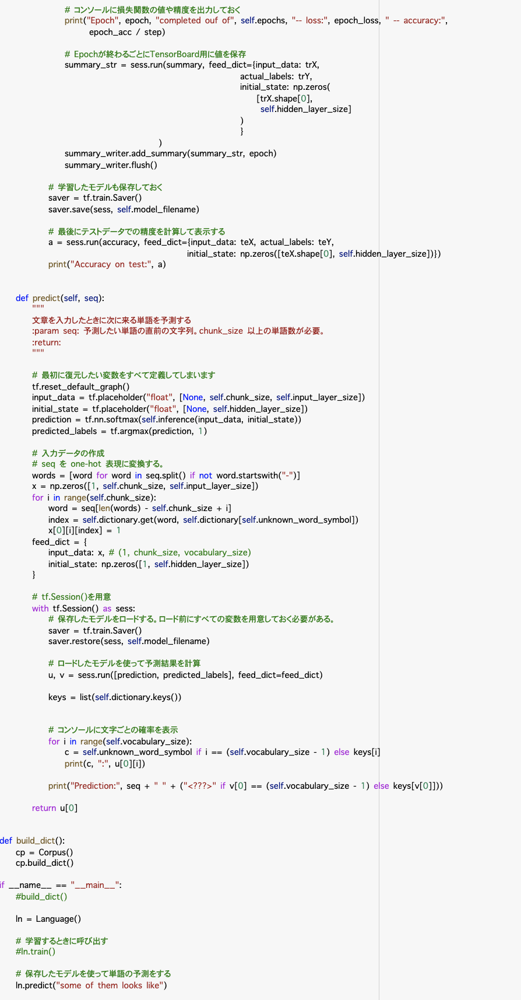 # コンソールに損失関数の値や精度を出力しておく
print("Epoch", epoch, "completed ouf of", self.epochs, "-- loss:", epoch_loss, " -- accuracy:",
epoch_acc / step)
# Epochが終わるごとにTensorBoard用に値を保存
summary_str = sess.run(summary, feed_dict={input_data: trX,
actual_labels: trY,
initial_state: np.zeros(
[trX.shape[0],
self.hidden_layer_size]
)
}
)
summary_writer.add_summary(summary_str, epoch)
summary_writer.flush()
# 学習したモデルも保存しておく
saver = tf.train.Saver()
saver.save(sess, self.model_filename)
# 最後にテストデータでの精度を計算して表示する
a = sess.run(accuracy, feed_dict={input_data: teX, actual_labels: teY,
initial_state: np.zeros([teX.shape[0], self.hidden_layer_size])})
print("Accuracy on test:", a)
def predict(self, seq):
"""
文章を入力したときに次に来る単語を予測する
:param seq: 予測したい単語の直前の文字列。chunk_size 以上の単語数が必要。
:return:
"""
# 最初に復元したい変数をすべて定義してしまいます
tf.reset_default_graph()
input_data = tf.placeholder("float", [None, self.chunk_size, self.input_layer_size])
initial_state = tf.placeholder("float", [None, self.hidden_layer_size])
prediction = tf.nn.softmax(self.inference(input_data, initial_state))
predicted_labels = tf.argmax(prediction, 1)
# 入力データの作成
# seq を one-hot 表現に変換する。
words = [word for word in seq.split() if not word.startswith("-")]
x = np.zeros([1, self.chunk_size, self.input_layer_size])
for i in range(self.chunk_size):
word = seq[len(words) - self.chunk_size + i]
index = self.dictionary.get(word, self.dictionary[self.unknown_word_symbol])
x[0][i][index] = 1
feed_dict = {
input_data: x, # (1, chunk_size, vocabulary_size)
initial_state: np.zeros([1, self.hidden_layer_size])
}
# tf.Session()を用意
with tf.Session() as sess:
# 保存したモデルをロードする。ロード前にすべての変数を用意しておく必要がある。
saver = tf.train.Saver()
saver.restore(sess, self.model_filename)
# ロードしたモデルを使って予測結果を計算
u, v = sess.run([prediction, predicted_labels], feed_dict=feed_dict)
keys = list(self.dictionary.keys())
# コンソールに文字ごとの確率を表示
for i in range(self.vocabulary_size):
c = self.unknown_word_symbol if i == (self.vocabulary_size - 1) else keys[i]
print(c, ":", u[0][i])
print("Prediction:", seq + " " + ("<???>" if v[0] == (self.vocabulary_size - 1) else keys[v[0]]))
return u[0]
def build_dict():
cp = Corpus()
cp.build_dict()
if __name__ == "__main__":
#build_dict()
ln = Language()
# 学習するときに呼び出す
#ln.train()
# 保存したモデルを使って単語の予測をする
ln.predict("some of them looks like")